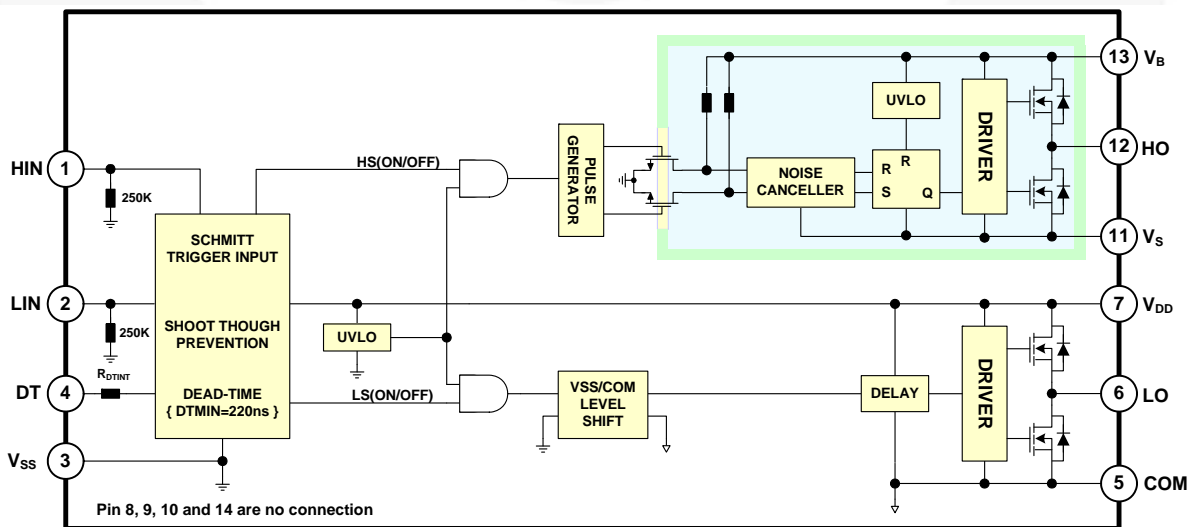 13
VB
UVLO
DRIVER
HIN
1
HS(ON/OFF)
PULSE
GENERATOR
12
HO
250K
NOISE
CANCELLER
R
R
S
Q
SCHMITT
TRIGGER INPUT
11
VS
LIN
2
7
VDD
250K
SHOOT THOUGH
PREVENTION
UVLO
DRIVER
RDTINT
DT
4
DEAD-TIME
{ DTMIN=220ns }
LS(ON/OFF)
VSS/COM
LEVEL
SHIFT
DELAY
6
LO
VSS
3
5
COM
Pin 8, 9, 10 and 14 are no connection